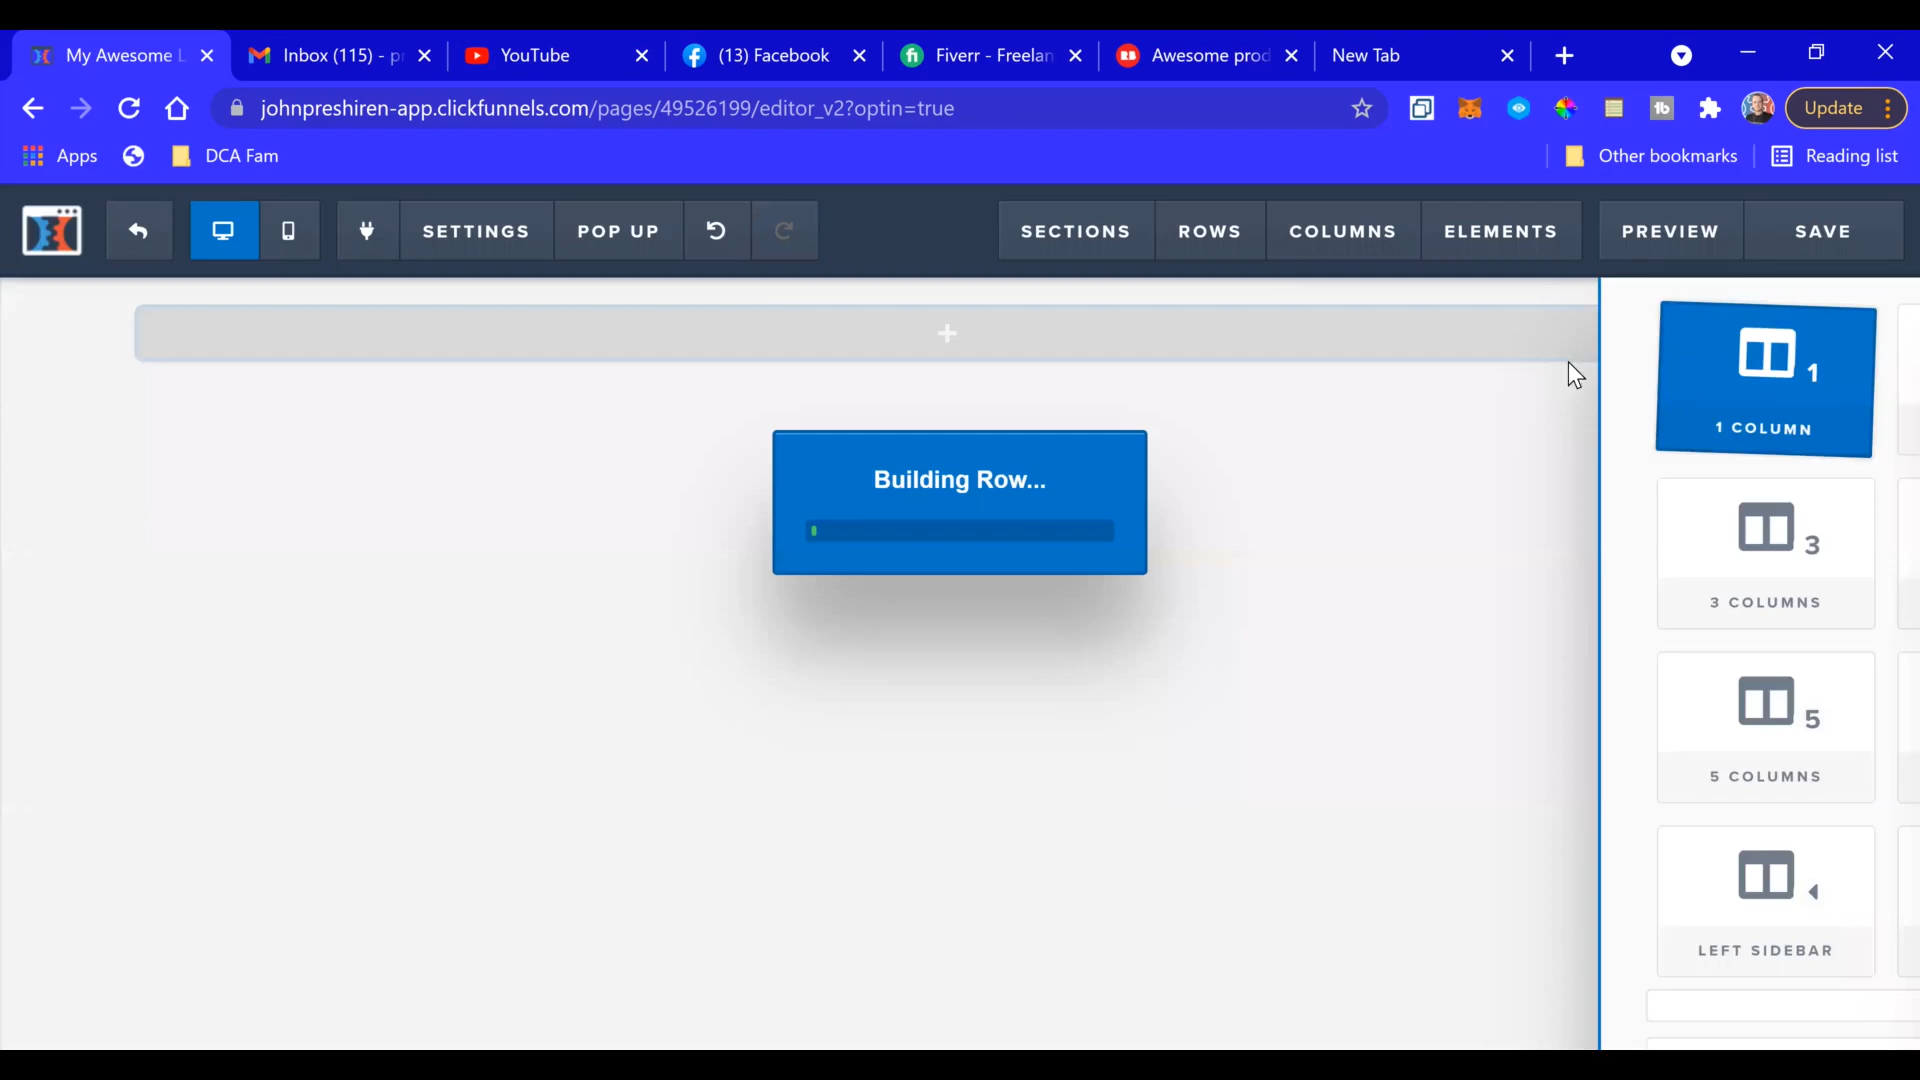 My Awesome L
Inbox (115) - pr
YouTube
(13) Facebook
Fiverr - Freelan
Awesome prod
New Tab
johnpreshiren-app.clickfunnels.com/pages/49526199/editor_v2?optin=true
Update
Apps
DCA Fam
Other bookmarks
Reading list
SETTINGS
POP UP
SECTIONS
ROWS
COLUMNS
ELEMENTS
PREVIEW
SAVE
1
1 COLUMN
Building Row...
3
3 COLUMNS
5
5 COLUMNS
LEFT SIDEBAR